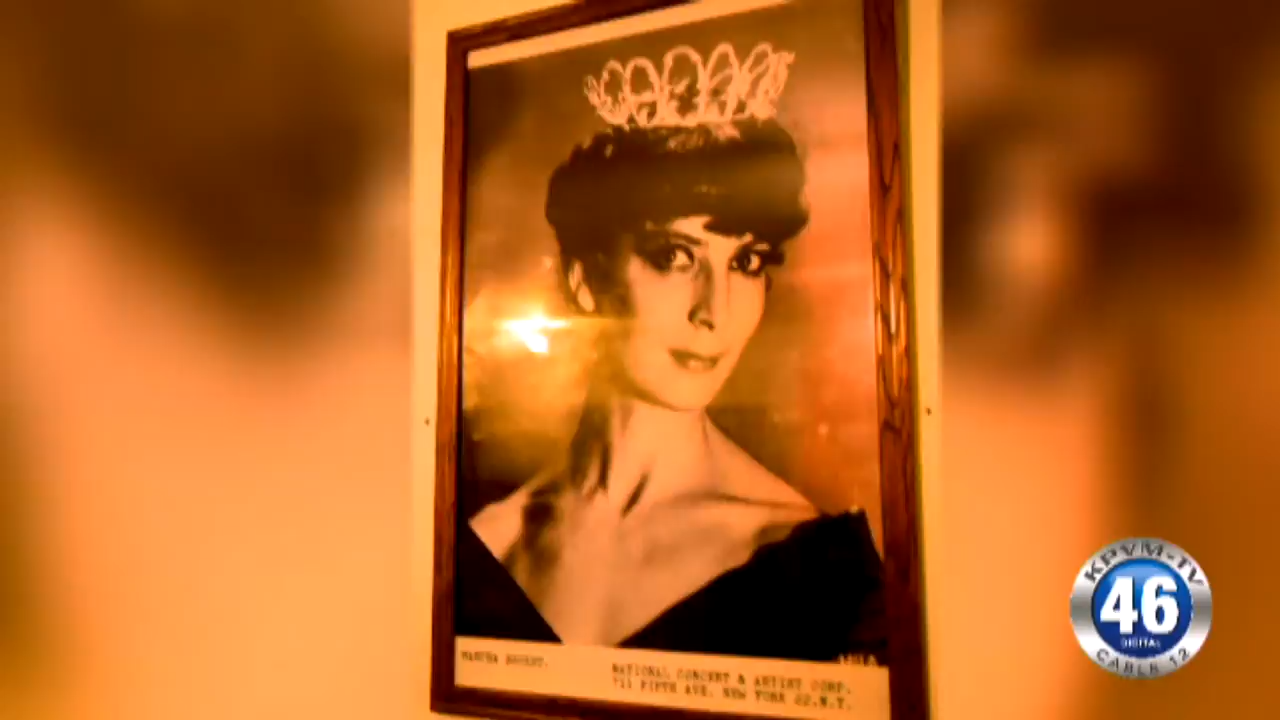 NATIONAL CONCERT & ARTIST CORP.
711 FIFTH AVE. NEW YORK 22.N.Y.
KPVM-TV
46
DIGITAL
CABLE 12